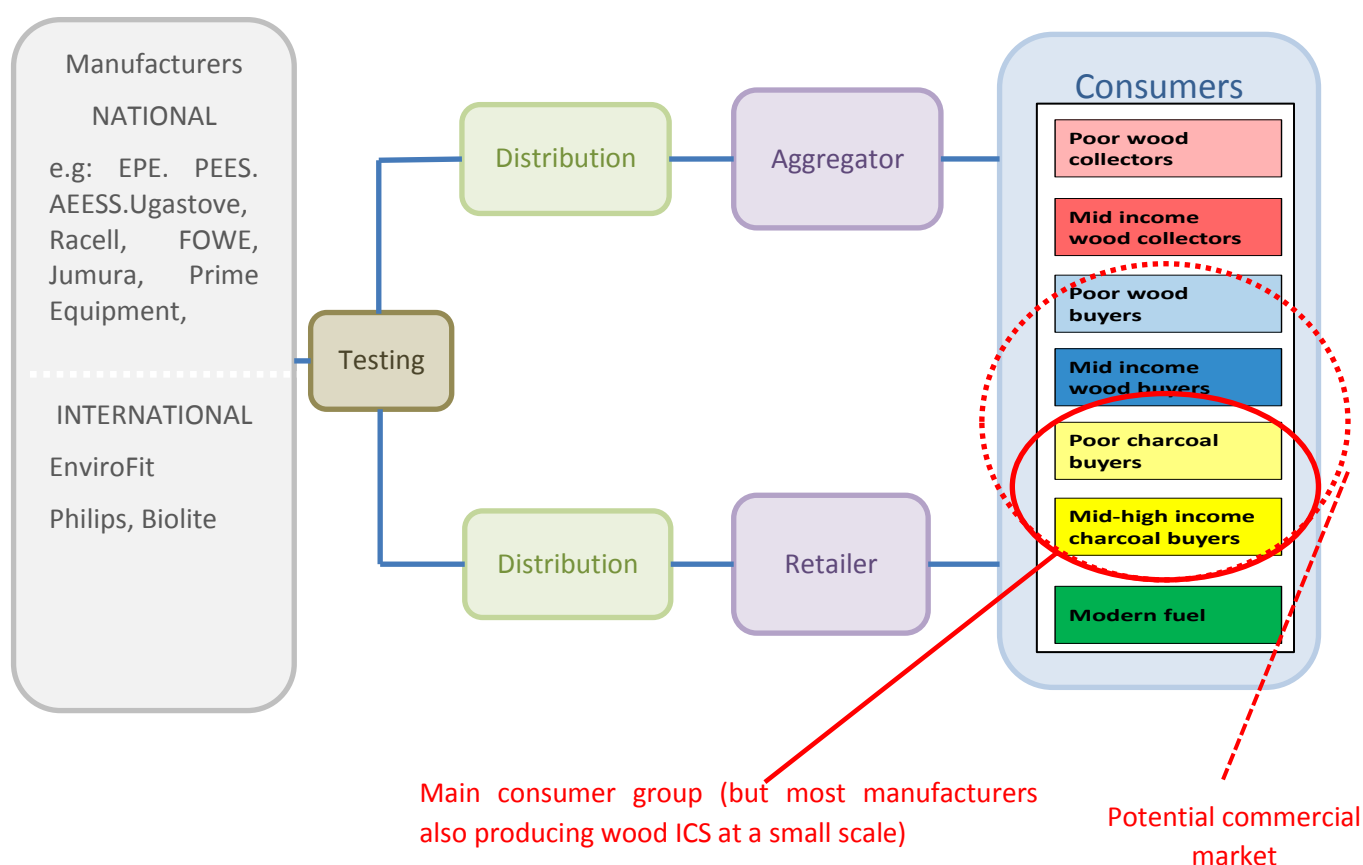 Manufacturers
NATIONAL
e.g: EPE. PEES.
AEESS.Ugastove,
Racell, FOWE,
Jumura, Prime
Equipment,
INTERNATIONAL
EnviroFit
Philips, Biolite
Testing
Distribution
Aggregator
Distribution
Retailer
Consumers
Poor wood
collectors
Mid income
wood collectors
Poor wood
buyers
Mid income
wood buyers
Poor charcoal
buyers
Mid-high income
charcoal buyers
Modern fuel
Main consumer group (but most manufacturers
also producing wood ICS at a small scale)
Potential commercial
market